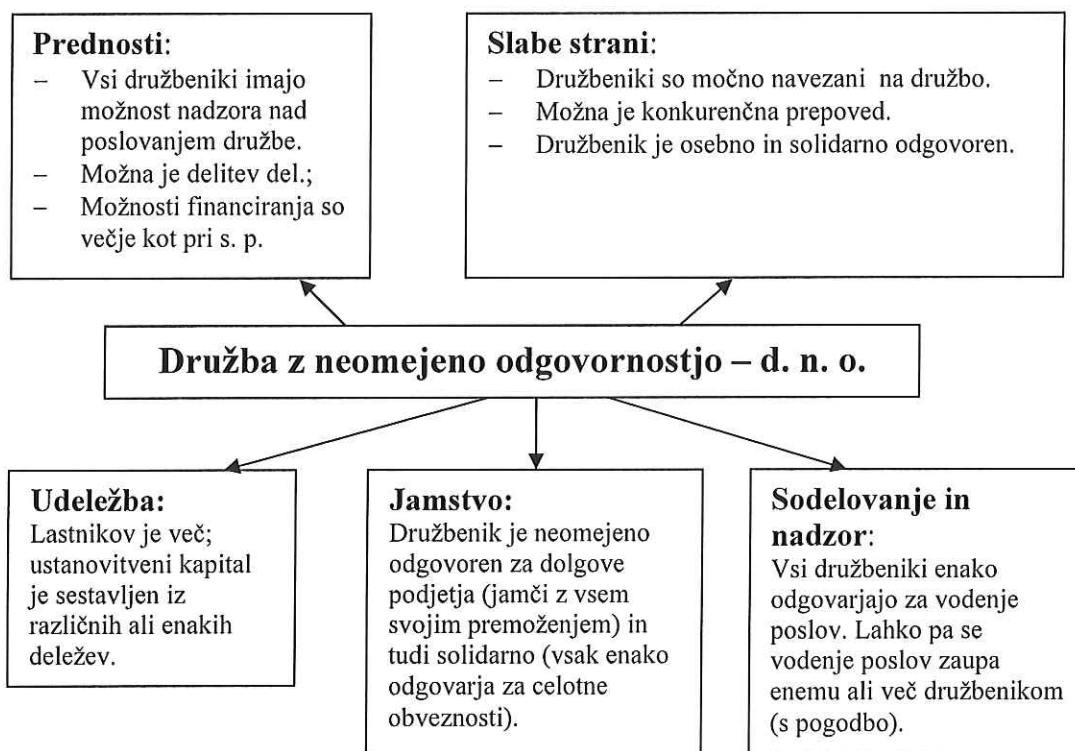 Prednosti:
– Vsi družbeniki imajo
možnost nadzora nad
poslovanjem družbe.
– Možna je delitev del.;
– Možnosti financiranja so
večje kot pri s. p.
Slabe strani:
– Družbeniki so močno navezani na družbo.
– Možna je konkurenčna prepoved.
– Družbenik je osebno in solidarno odgovoren.
Družba z neomejeno odgovornostjo – d. n. o.
Udeležba:
Lastnikov je več;
ustanovitveni kapital
je sestavljen iz
različnih ali enakih
deležev.
Jamstvo:
Družbenik je neomejeno
odgovoren za dolgove
podjetja (jamči z vsem
svojim premoženjem) in
tudi solidarno (vsak enako
odgovarja za celotne
obveznosti).
Sodelovanje in
nadzor:
Vsi družbeniki enako
odgovarjajo za vodenje
poslov. Lahko pa se
vodenje poslov zaupa
enemu ali več družbenikom
(s pogodbo).